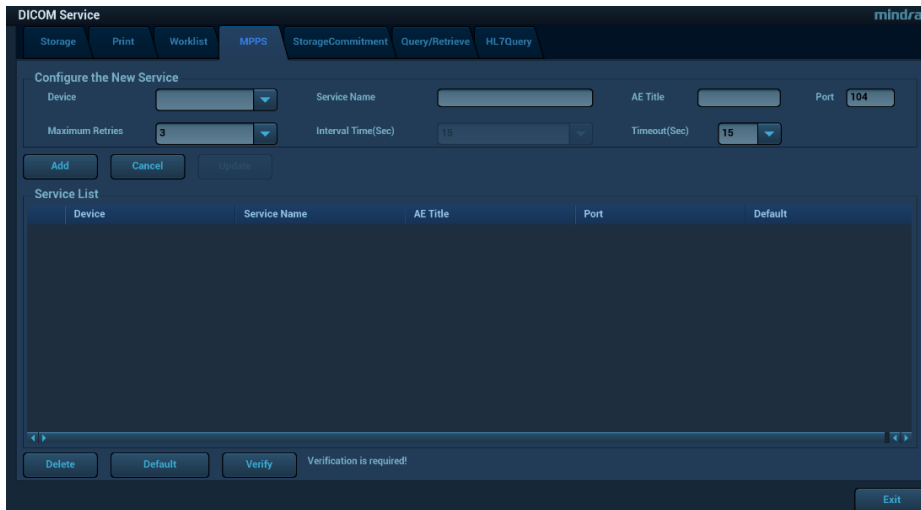 DICOM Service mindra
Storage Print Worklist MPPS StorageCommitment Query/Retrieve HL7Query
Configure the New Service
Device Service Name AE Title Port 104
Maximum Retries 3 Interval Time(Sec) 15 Timeout(Sec) 15
Add Cancel Update
Service List
Device Service Name AE Title Port Default
Delete Default Verify Verification is required!
Exit